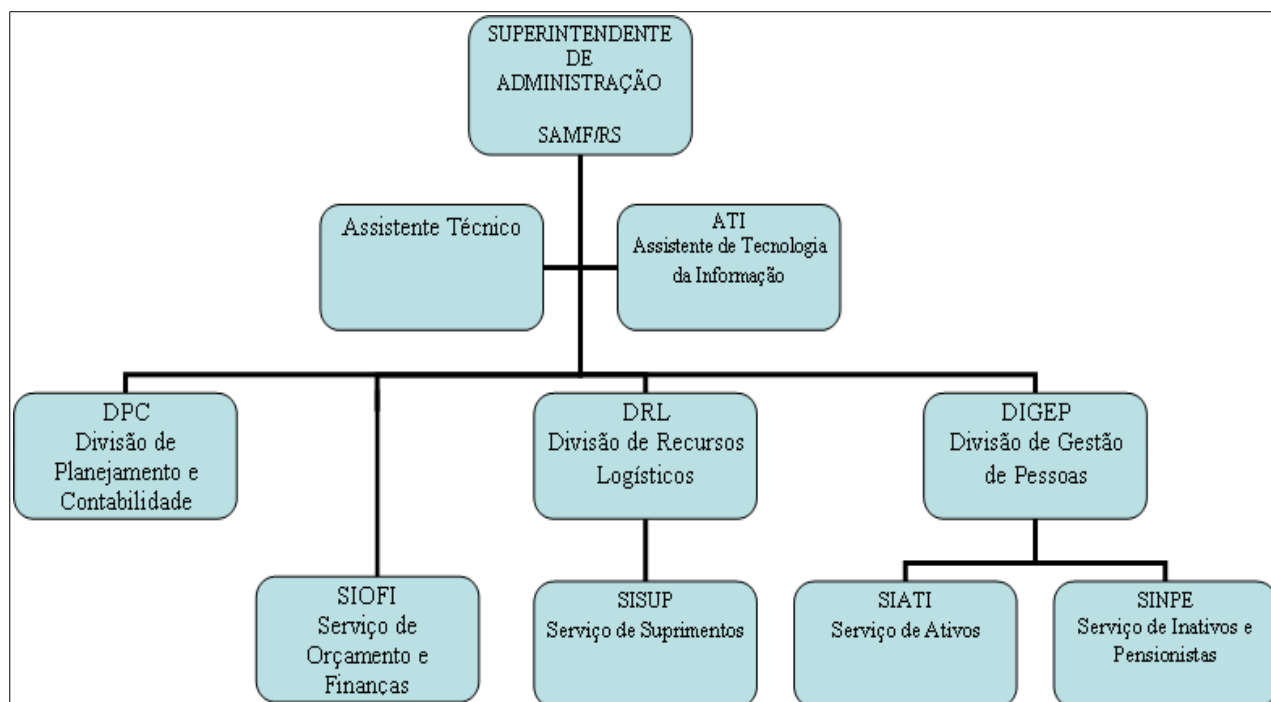 SUPERINTENDENTE
DE
ADMINISTRAÇÃO
SAMF/RS
Assistente Técnico
ATI
Assistente de Tecnologia
da Informação
DPC
Divisão de
Planejamento e
Contabilidade
DRL
Divisão de Recursos
Logísticos
DIGEP
Divisão de Gestão
de Pessoas
SIOFI
Serviço de
Orçamento e
Finanças
SISUP
Serviço de Suprimentos
SIATI
Serviço de Ativos
SINPE
Serviço de Inativos e
Pensionistas